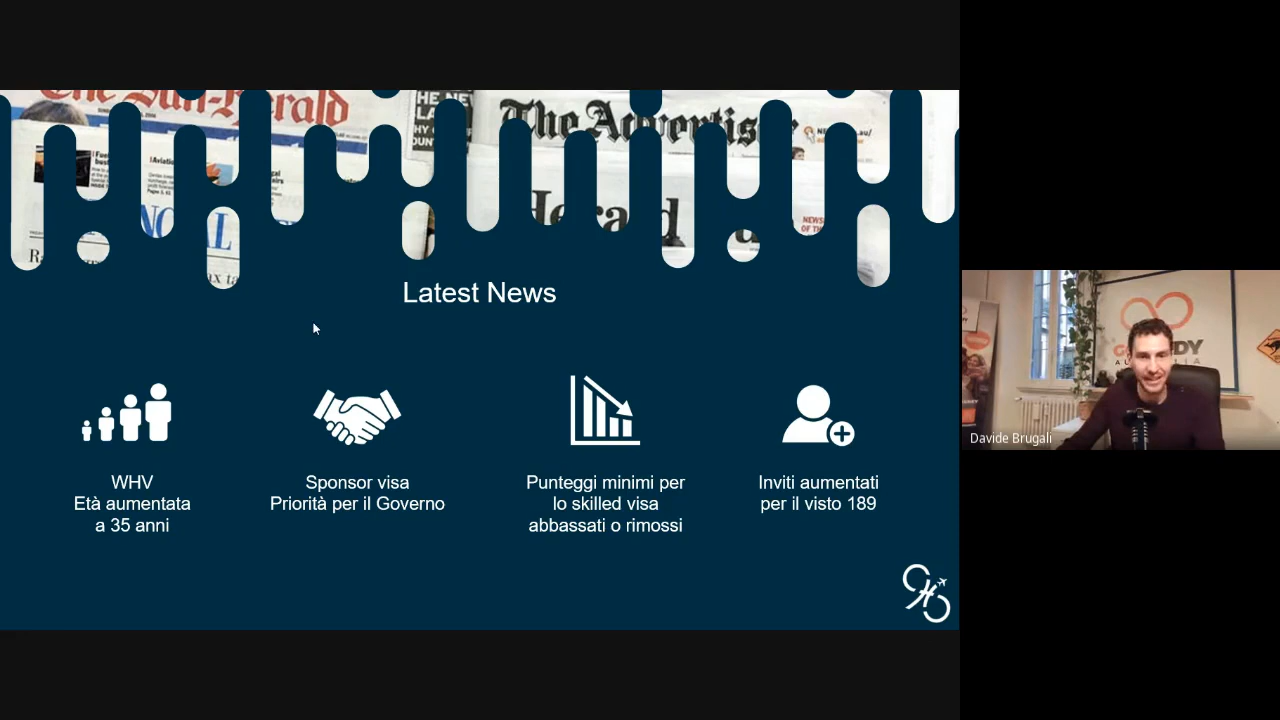 The Sun-Herald
The Advertiser
Herald
Latest News
WHV
Età aumentata
a 35 anni
Sponsor visa
Priorità per il Governo
Punteggi minimi per
lo skilled visa
abbassati o rimossi
Inviti aumentati
per il visto 189
Davide Brugali